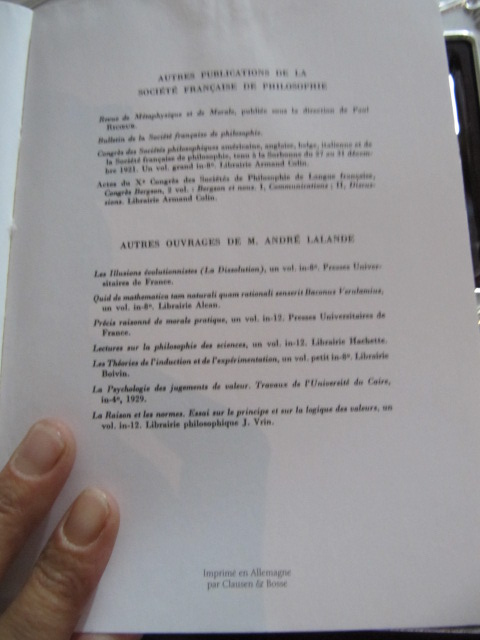 AUTRES PUBLICATIONS DE LA
SOCIÉTÉ FRANÇAISE DE PHILOSOPHIE
Revue de Métaphysique et de Morale, publiée sous la direction de Paul
RICŒUR.
Bulletin de la Société française de philosophie.
Congrès des Sociétés philosophiques américaine, anglaise, belge, italienne et de
la Société française de philosophie, tenu à la Sorbonne du 27 au 31 décem-
bre 1921. Un vol. grand in-8°. Librairie Armand Colin.
Actes du Xe Congrès des Sociétés de Philosophie de Langue française,
Congrès Bergson, 2 vol. : Bergson et nous. I, Communications ; II, Discus-
sions. Librairie Armand Colin.
AUTRES OUVRAGES DE M. ANDRÉ LALANDE
Les Illusions évolutionnistes (La Dissolution), un vol. in-8°. Presses Univer-
sitaires de France.
Quid de mathematica tam naturali quam rationali senserit Baconus Verulamius,
un vol. in-8°. Librairie Alcan.
Précis raisonné de morale pratique, un vol. in-12. Presses Universitaires de
France.
Lectures sur la philosophie des sciences, un vol. in-12. Librairie Hachette.
Les Théories de l'induction et de l'expérimentation, un vol. petit in-8°. Librairie
Boivin.
La Psychologie des jugements de valeur. Travaux de l'Université du Caire,
in-4°, 1929.
La Raison et les normes. Essai sur le principe et sur la logique des valeurs, un
vol. in-12. Librairie philosophique J. Vrin.
Imprimé en Allemagne
par Clausen & Bosse